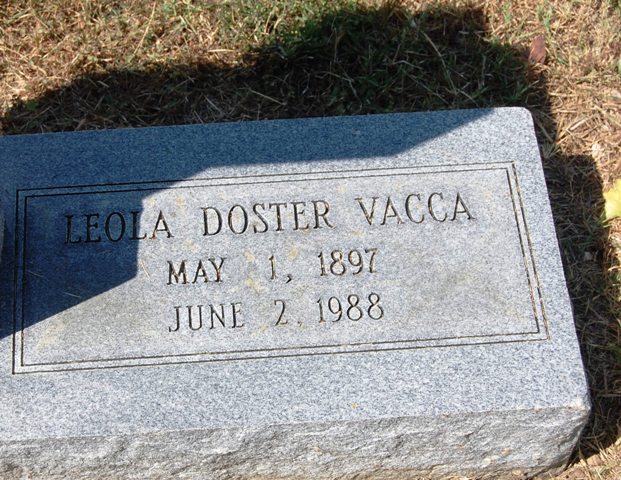 LEOLA DOSTER VACCA
MAY 1, 1897
JUNE 2, 1988